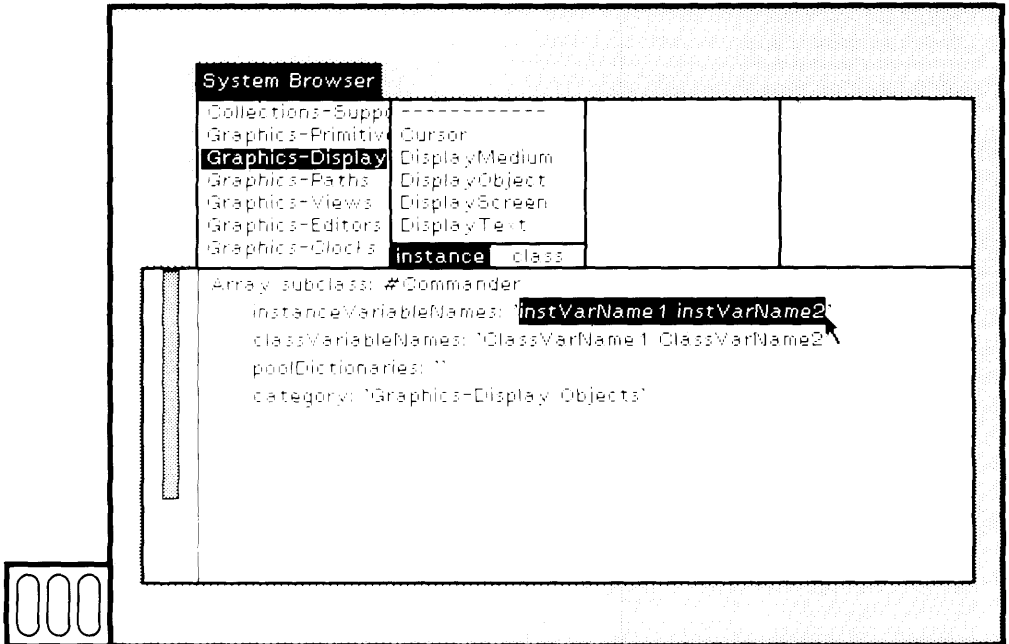 System Browser
Collections-Suppo
Graphics-Primitiv
Graphics-Display
Graphics-Paths
Graphics-Views
Graphics-Editors
Graphics-Clocks
------------
Cursor
DisplayMedium
DisplayObject
DisplayScreen
DisplayText
instance class
Array subclass: #Commander
instanceVariableNames: 'instVarName1 instVarName2'
classVariableNames: 'ClassVarName1 ClassVarName2'
poolDictionaries: ''
category: 'Graphics-Display Objects'